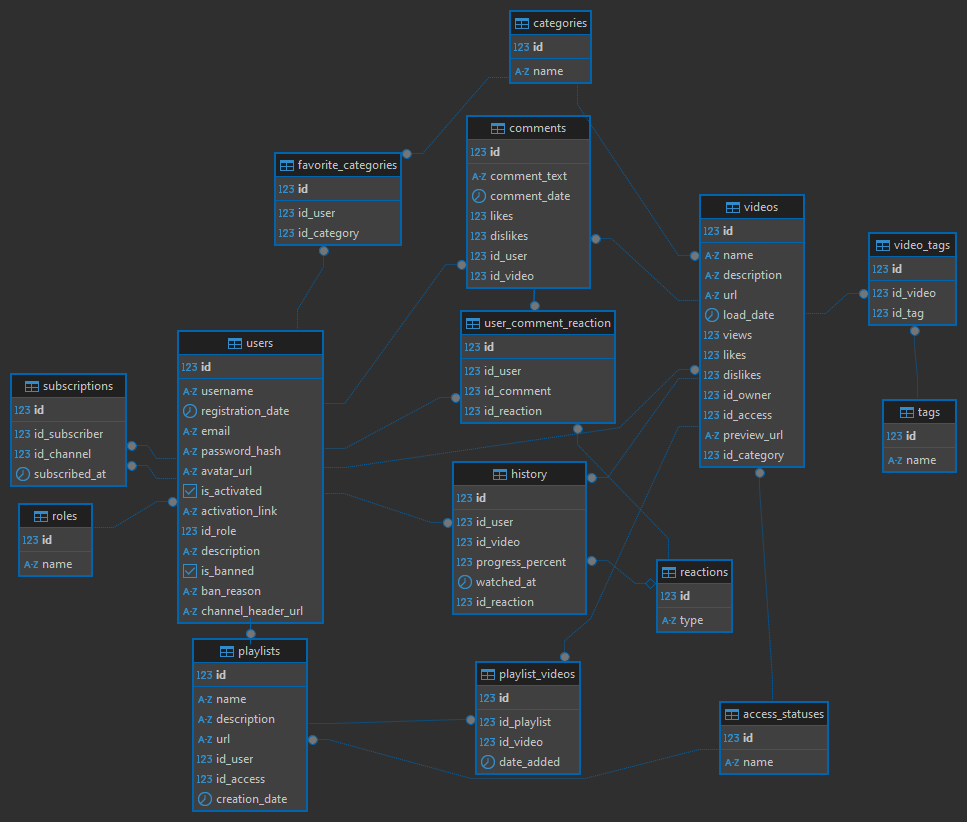 categories
123 id
A-Z name
comments
123 id
A-Z comment_text
comment_date
123 likes
123 dislikes
123 id_user
123 id_video
favorite_categories
123 id
123 id_user
123 id_category
videos
123 id
A-Z name
A-Z description
A-Z url
load_date
123 views
123 likes
123 dislikes
123 id_owner
123 id_access
A-Z preview_url
123 id_category
video_tags
123 id
123 id_video
123 id_tag
user_comment_reaction
123 id
123 id_user
123 id_comment
123 id_reaction
users
123 id
A-Z username
registration_date
A-Z email
A-Z password_hash
A-Z avatar_url
is_activated
A-Z activation_link
123 id_role
A-Z description
is_banned
A-Z ban_reason
A-Z channel_header_url
subscriptions
123 id
123 id_subscriber
123 id_channel
subscribed_at
tags
123 id
A-Z name
history
123 id
123 id_user
123 id_video
123 progress_percent
watched_at
123 id_reaction
roles
123 id
A-Z name
reactions
123 id
A-Z type
playlists
123 id
A-Z name
A-Z description
A-Z url
123 id_user
123 id_access
creation_date
playlist_videos
123 id
123 id_playlist
123 id_video
date_added
access_statuses
123 id
A-Z name